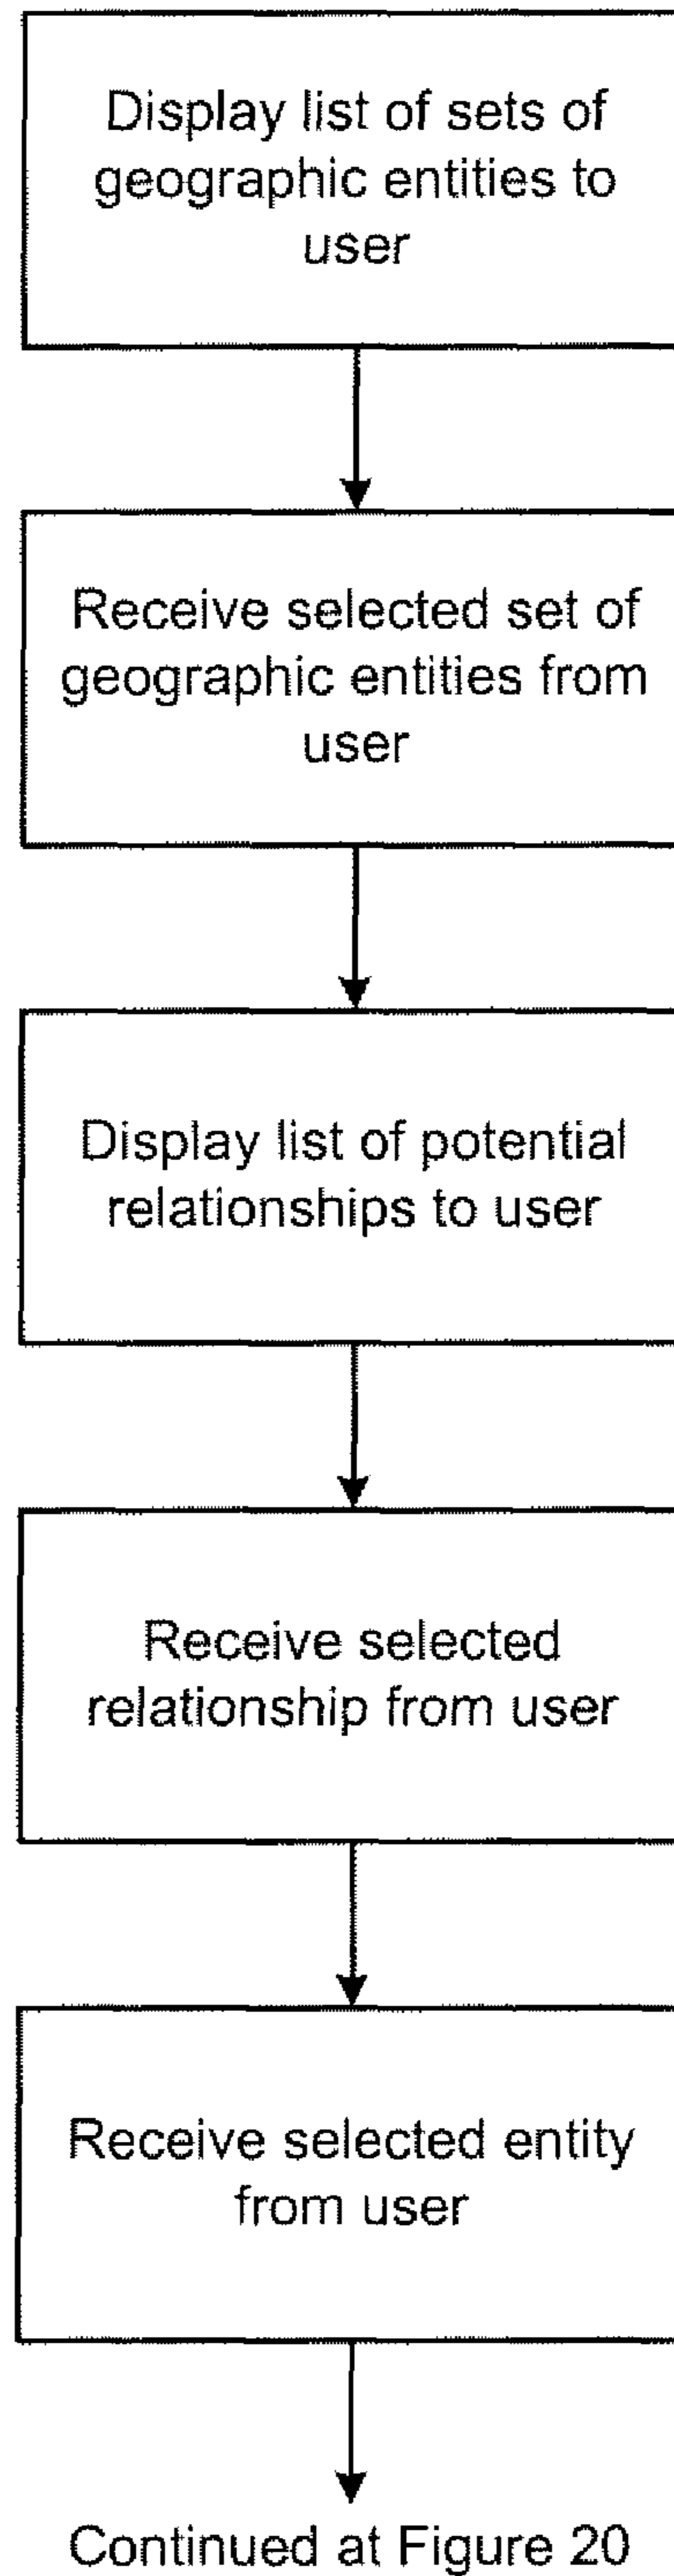 Display list of sets of
geographic entities to
user
Receive selected set of
geographic entities from
user
Display list of potential
relationships to user
Receive selected
relationship from user
Receive selected entity
from user
Continued at Figure 20